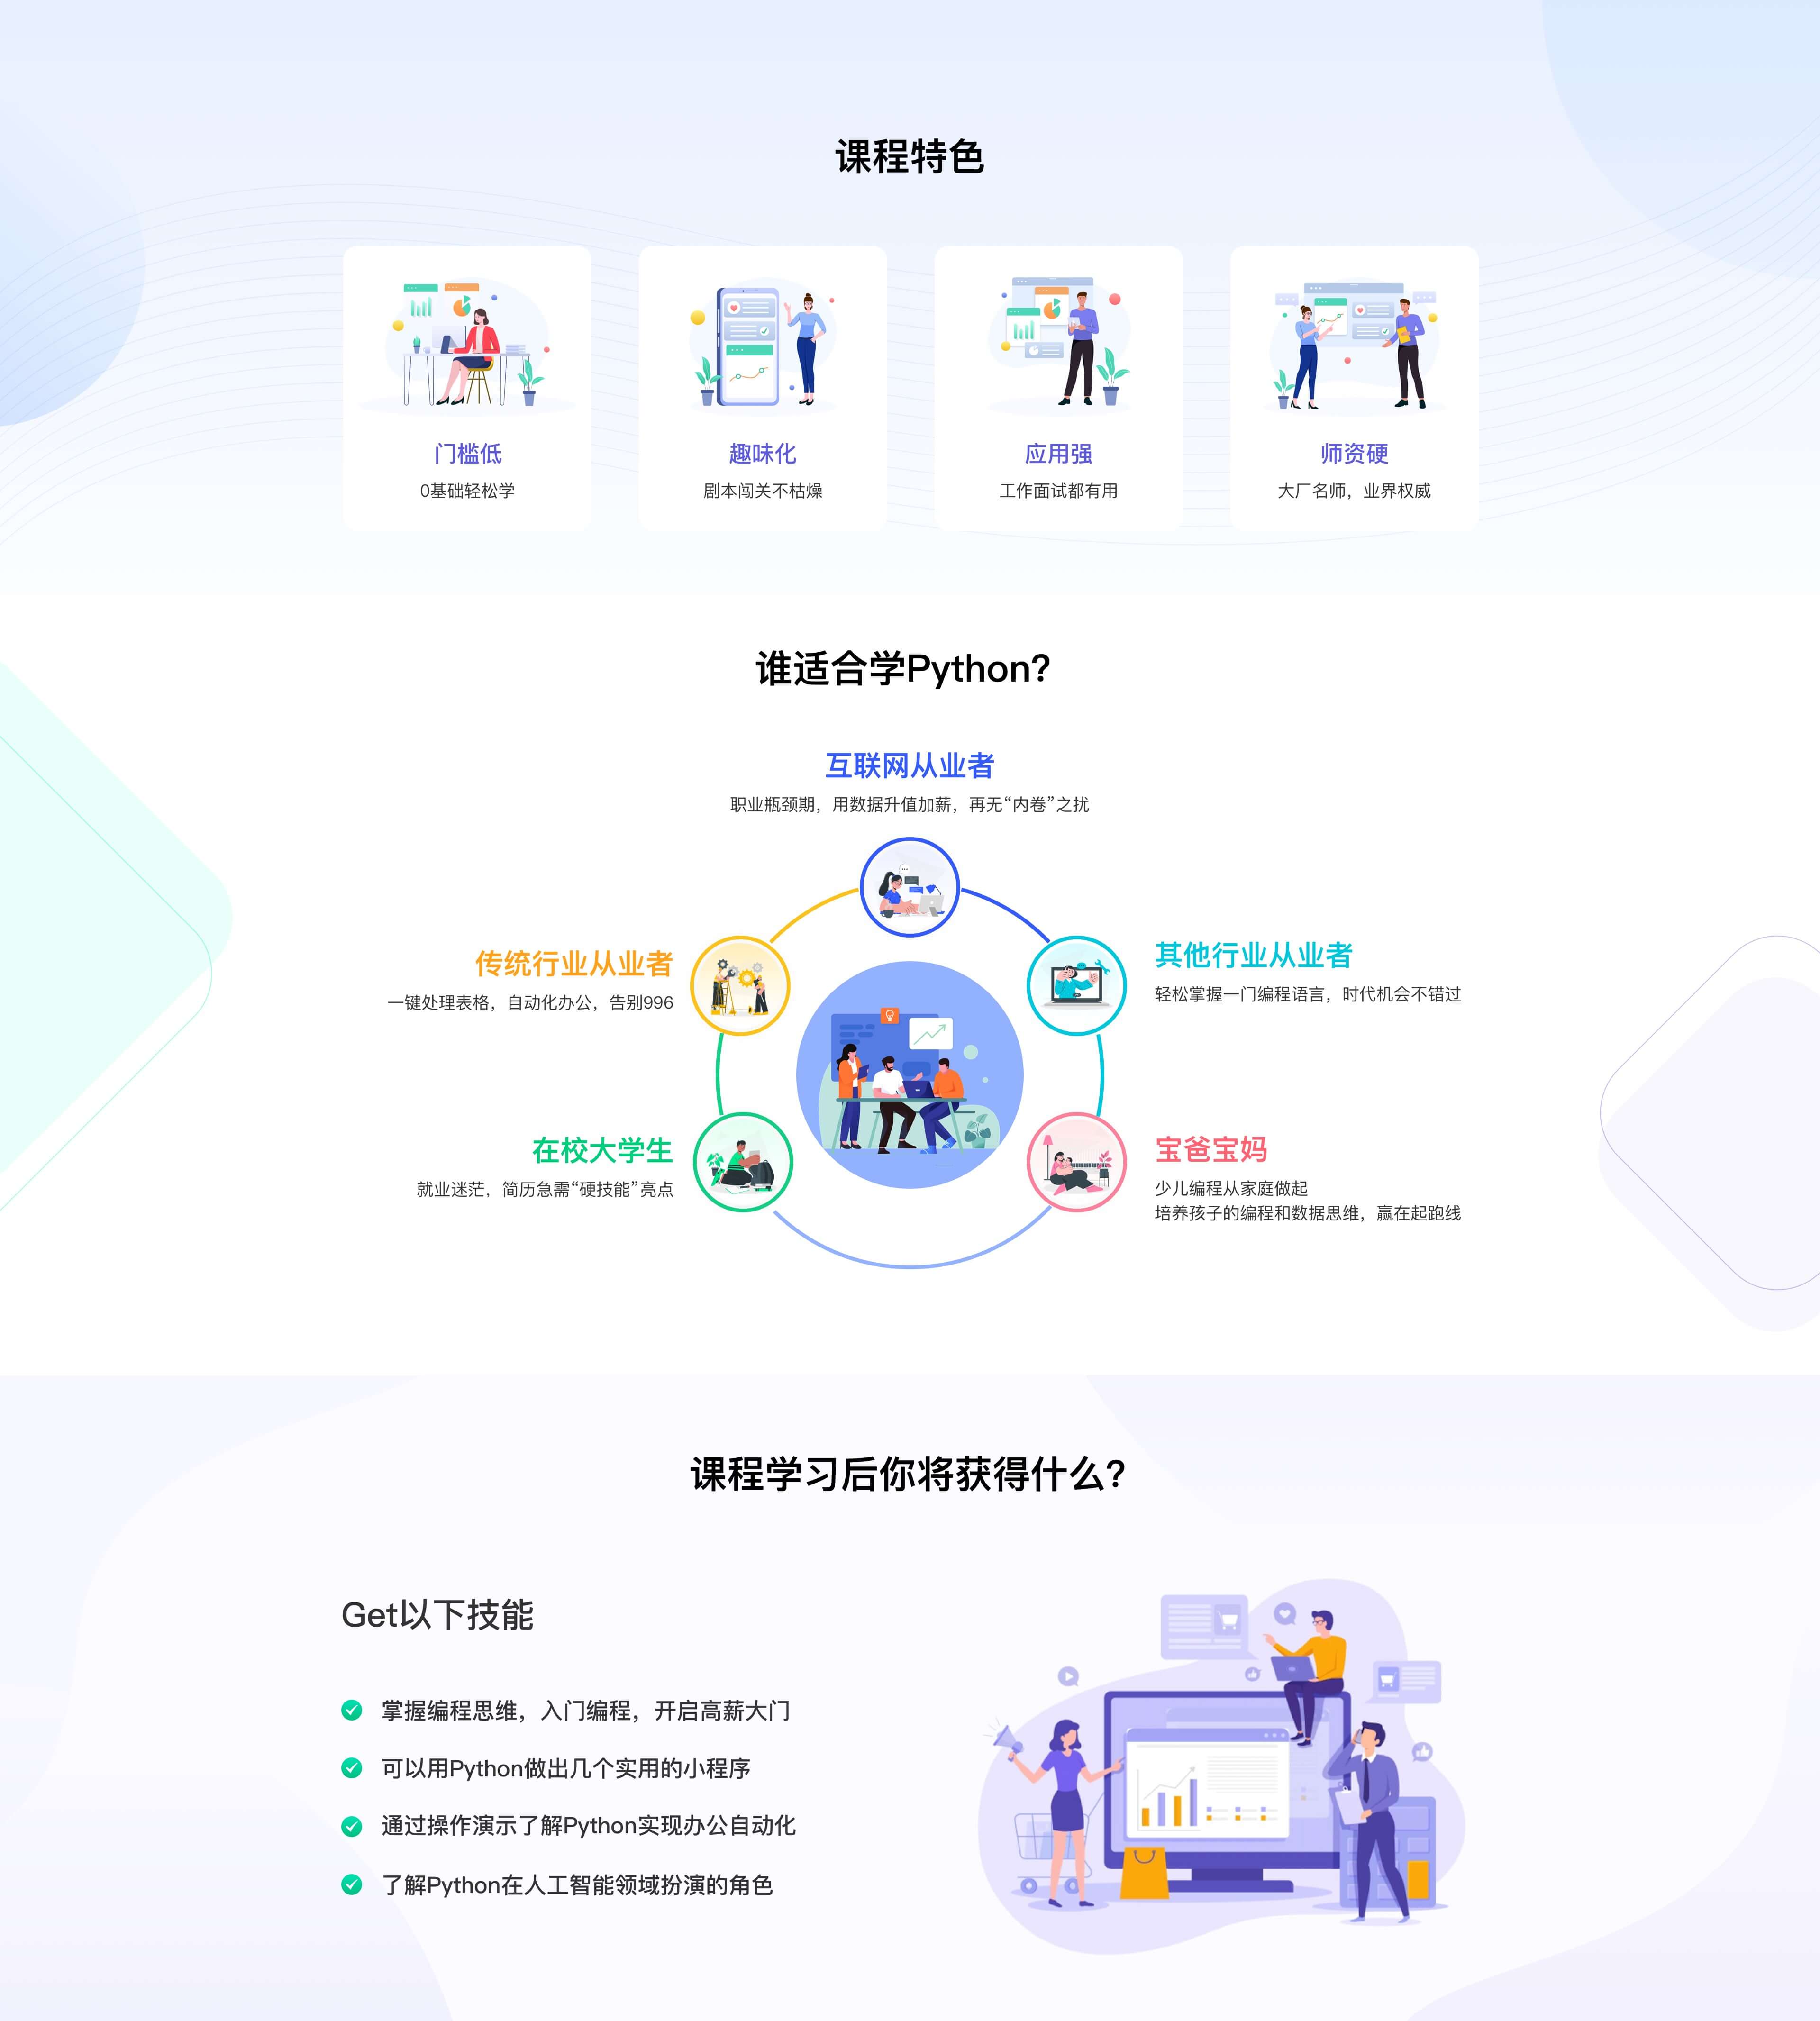 课程特色
门槛低
0基础轻松学
趣味化
剧本闯关不枯燥
应用强
工作面试都有用
师资硬
大厂名师，业界权威
谁适合学Python?
互联网从业者
职业瓶颈期，用数据升值加薪，再无“内卷”之扰
传统行业从业者
一键处理表格，自动化办公，告别996
其他行业从业者
轻松掌握一门编程语言，时代机会不错过
在校大学生
就业迷茫，简历急需“硬技能”亮点
宝爸宝妈
少儿编程从家庭做起
培养孩子的编程和数据思维，赢在起跑线
课程学习后你将获得什么?
Get以下技能
掌握编程思维，入门编程，开启高薪大门
可以用Python做出几个实用的小程序
通过操作演示了解Python实现办公自动化
了解Python在人工智能领域扮演的角色